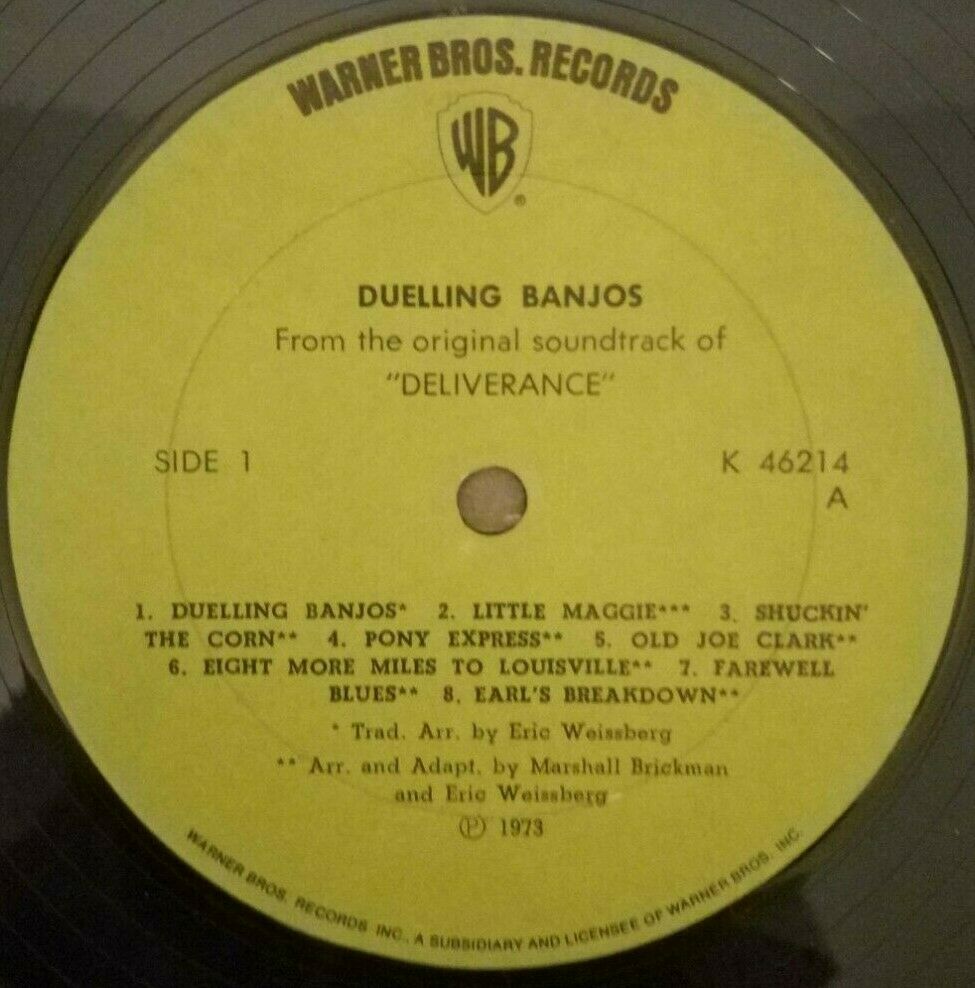 WARNER BROS. RECORDS
WB
®
DUELLING BANJOS
From the original soundtrack of
"DELIVERANCE"
SIDE 1
K 46214
A
1. DUELLING BANJOS* 2. LITTLE MAGGIE*** 3. SHUCKIN'
THE CORN** 4. PONY EXPRESS** 5. OLD JOE CLARK**
6. EIGHT MORE MILES TO LOUISVILLE** 7. FAREWELL
BLUES** 8. EARL'S BREAKDOWN**
* Trad. Arr. by Eric Weissberg
** Arr. and Adapt. by Marshall Brickman
and Eric Weissberg
℗ 1973
WARNER BROS. RECORDS INC., A SUBSIDIARY AND LICENSEE OF WARNER BROS. INC.